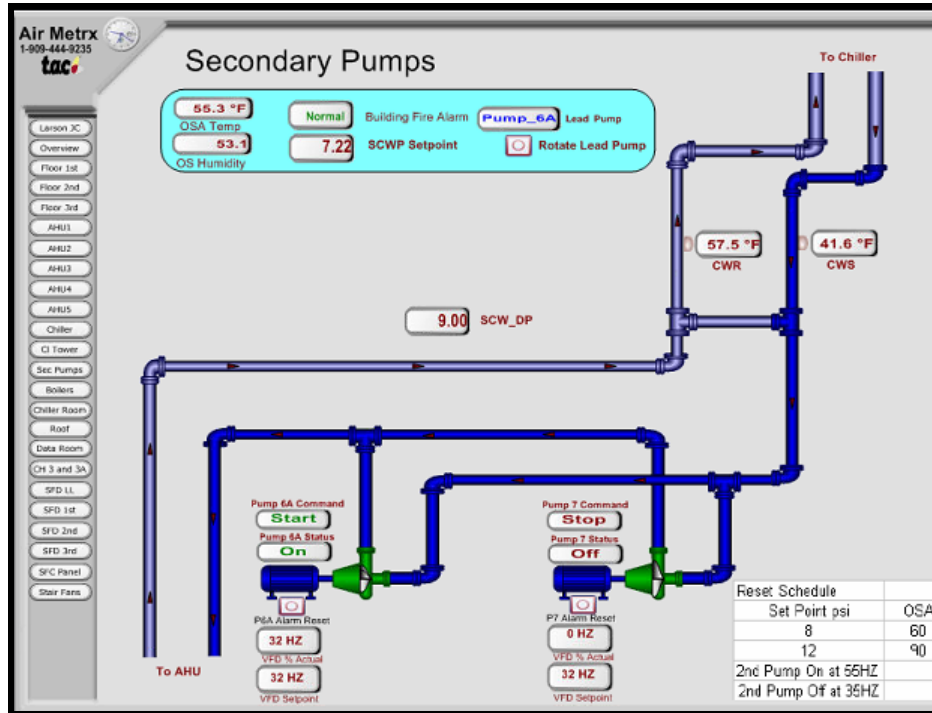 Air Metrx
1-909-444-9235
tac
Larson JC
Overview
Floor 1st
Floor 2nd
Floor 3rd
AHU1
AHU2
AHU3
AHU4
AHU5
Chiller
Cl Tower
Sec Pumps
Boilers
Chiller Room
Roof
Data Room
CH 3 and 3A
SFD LL
SFD 1st
SFD 2nd
SFD 3rd
SFC Panel
Stair Fans
Secondary Pumps
55.3 °F
OSA Temp
53.1
OS Humidity
Normal Building Fire Alarm
7.22 SCWP Setpoint
Pump_6A Lead Pump
Rotate Lead Pump
To Chiller
57.5 °F
CWR
41.6 °F
CWS
9.00 SCW_DP
Pump 6A Command
Start
Pump 6A Status
On
P6A Alarm Reset
32 HZ
VFD % Actual
32 HZ
VFD Setpoint
Pump 7 Command
Stop
Pump 7 Status
Off
P7 Alarm Reset
0 HZ
VFD % Actual
32 HZ
VFD Setpoint
To AHU
Reset Schedule
Set Point psi OSA
8 60
12 90
2nd Pump On at 55HZ
2nd Pump Off at 35HZ